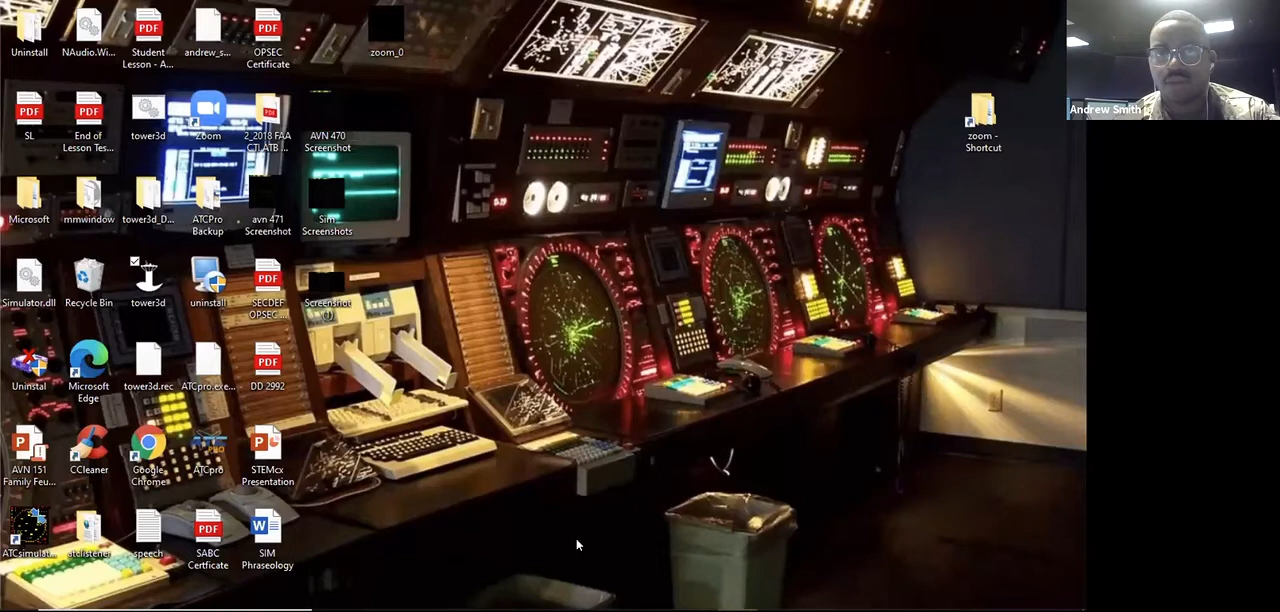 Uninstall
NAudio.Wi...
Student
Lesson - A...
andrew_s...
OPSEC
Certificate
zoom_0
Andrew Smith
SL
End of
Lesson Tes...
tower3d
Zoom
2_2018 FAA
CTI ATB ...
AVN 470
Screenshot
zoom -
Shortcut
Microsoft
mmwindow
tower3d_D...
ATCPro
Backup
avn 471
Screenshot
Sim
Screenshots
Simulator.dll
Recycle Bin
tower3d
uninstall
SECDEF
OPSEC ...
Screenshot
(1)
Uninstal
Microsoft
Edge
tower3d.rec
ATCpro.exe...
DD 2992
AVN 151
Family Feu...
CCleaner
Google
Chrome
ATCpro
STEMcx
Presentation
ATCsimulat...
atclistener
speech
SABC
Certficate
SIM
Phraseology